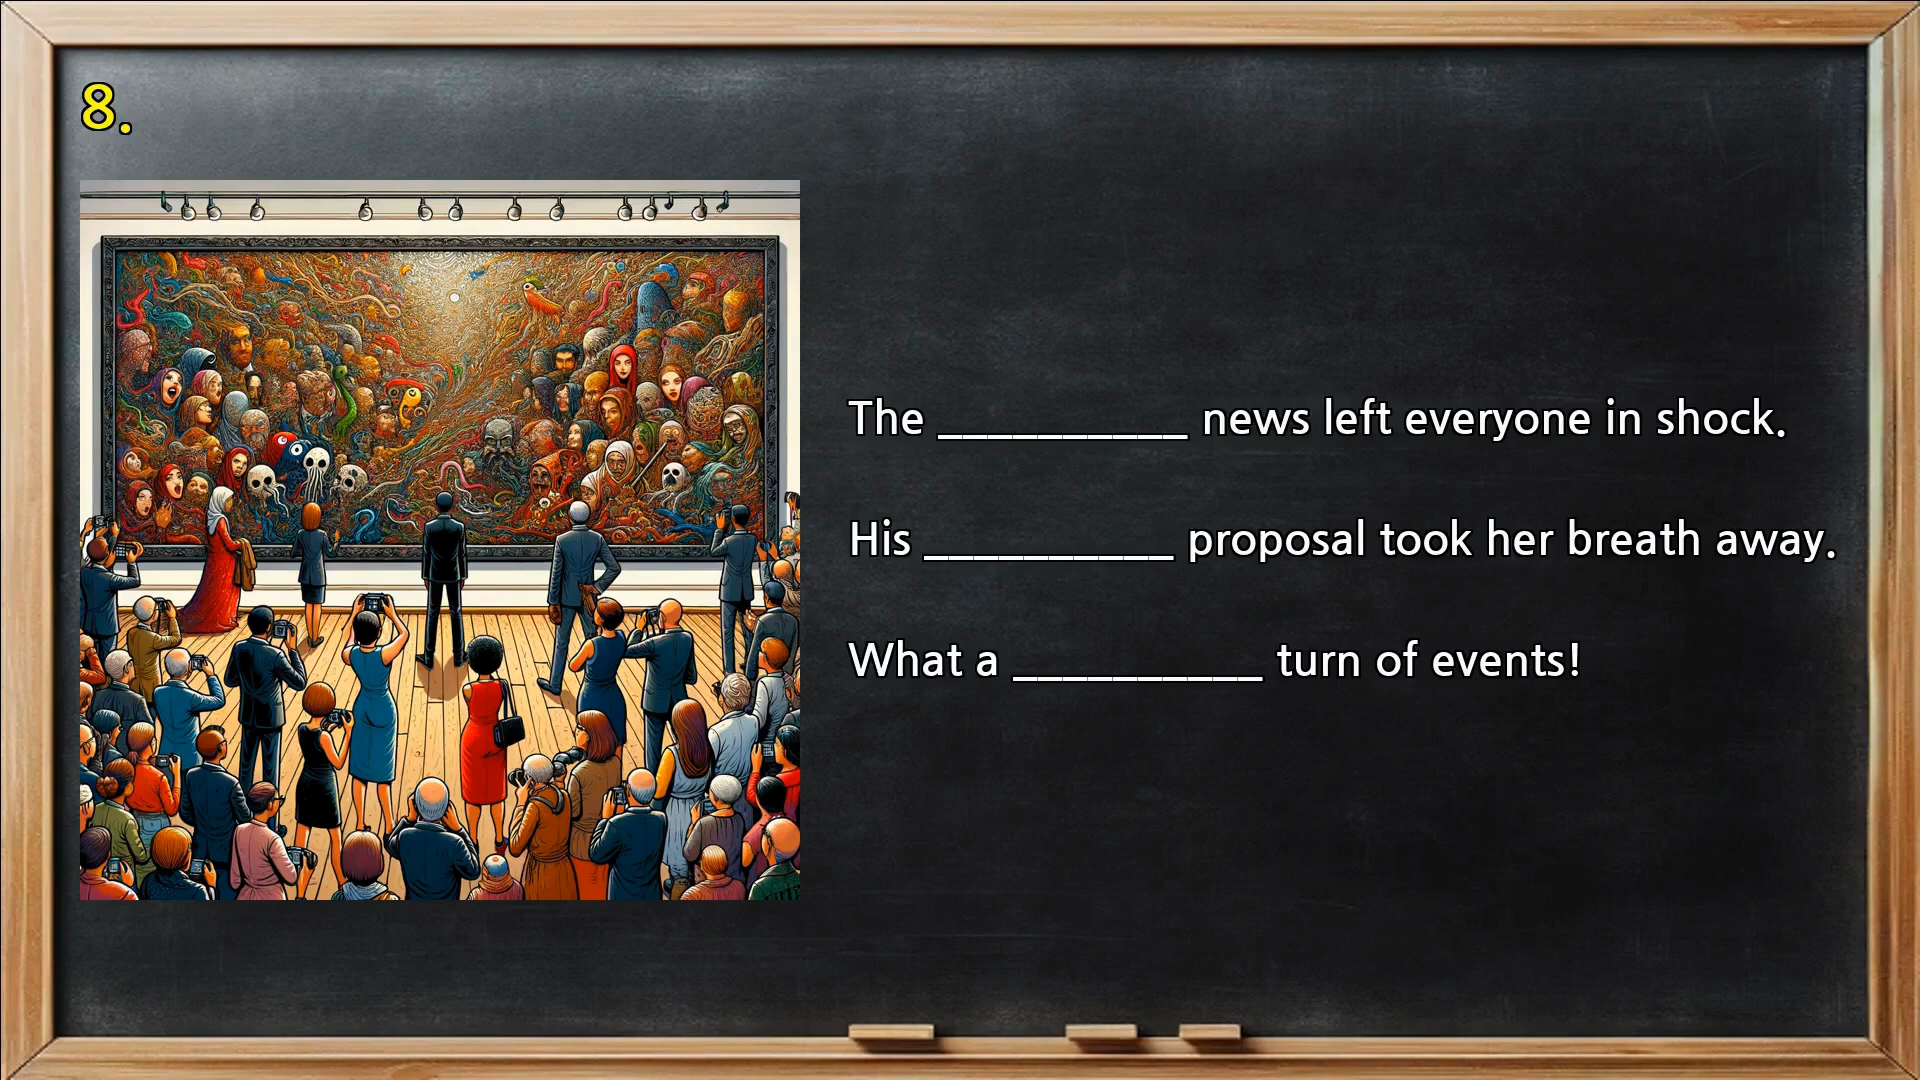 8.
The __________ news left everyone in shock.
His __________ proposal took her breath away.
What a __________ turn of events!